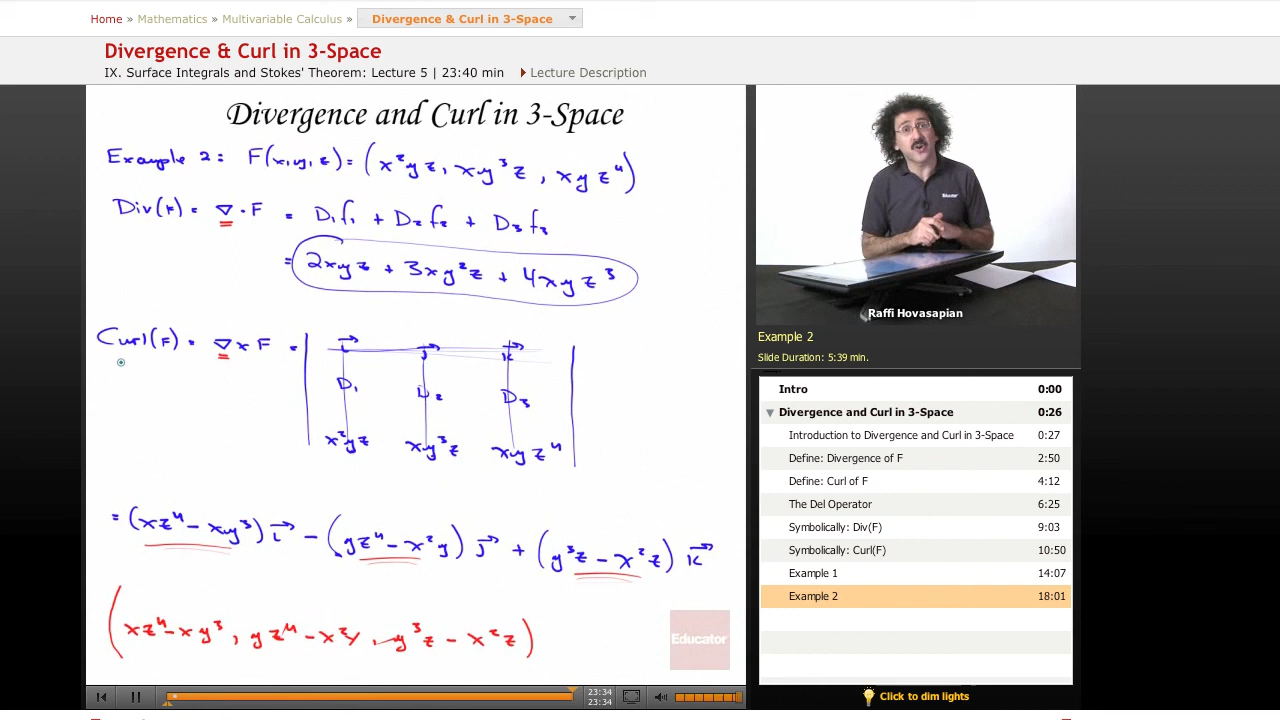 Home » Mathematics » Multivariable Calculus » Divergence & Curl in 3-Space
Divergence & Curl in 3-Space
IX. Surface Integrals and Stokes' Theorem: Lecture 5 | 23:40 min Lecture Description
Divergence and Curl in 3-Space
Example 2: F(x,y,z) = (x²yz, xy³z, xyz⁴)
Div(F) = ∇ · F = D₁f₁ + D₂f₂ + D₃f₃
= 2xyz + 3xy²z + 4xyz³
Curl(F) = ∇ × F =
i j k
D₁ D₂ D₃
x²yz xy³z xyz⁴
= (xz⁴ - xy³) i - (yz⁴ - x²y) j + (y³z - x²z) k
(xz⁴ - xy³, yz⁴ - x²y, y³z - x²z)
Educator
23:34
23:34
Educator
Raffi Hovasapian
Example 2
Slide Duration: 5:39 min.
Intro 0:00
Divergence and Curl in 3-Space 0:26
Introduction to Divergence and Curl in 3-Space 0:27
Define: Divergence of F 2:50
Define: Curl of F 4:12
The Del Operator 6:25
Symbolically: Div(F) 9:03
Symbolically: Curl(F) 10:50
Example 1 14:07
Example 2 18:01
Click to dim lights